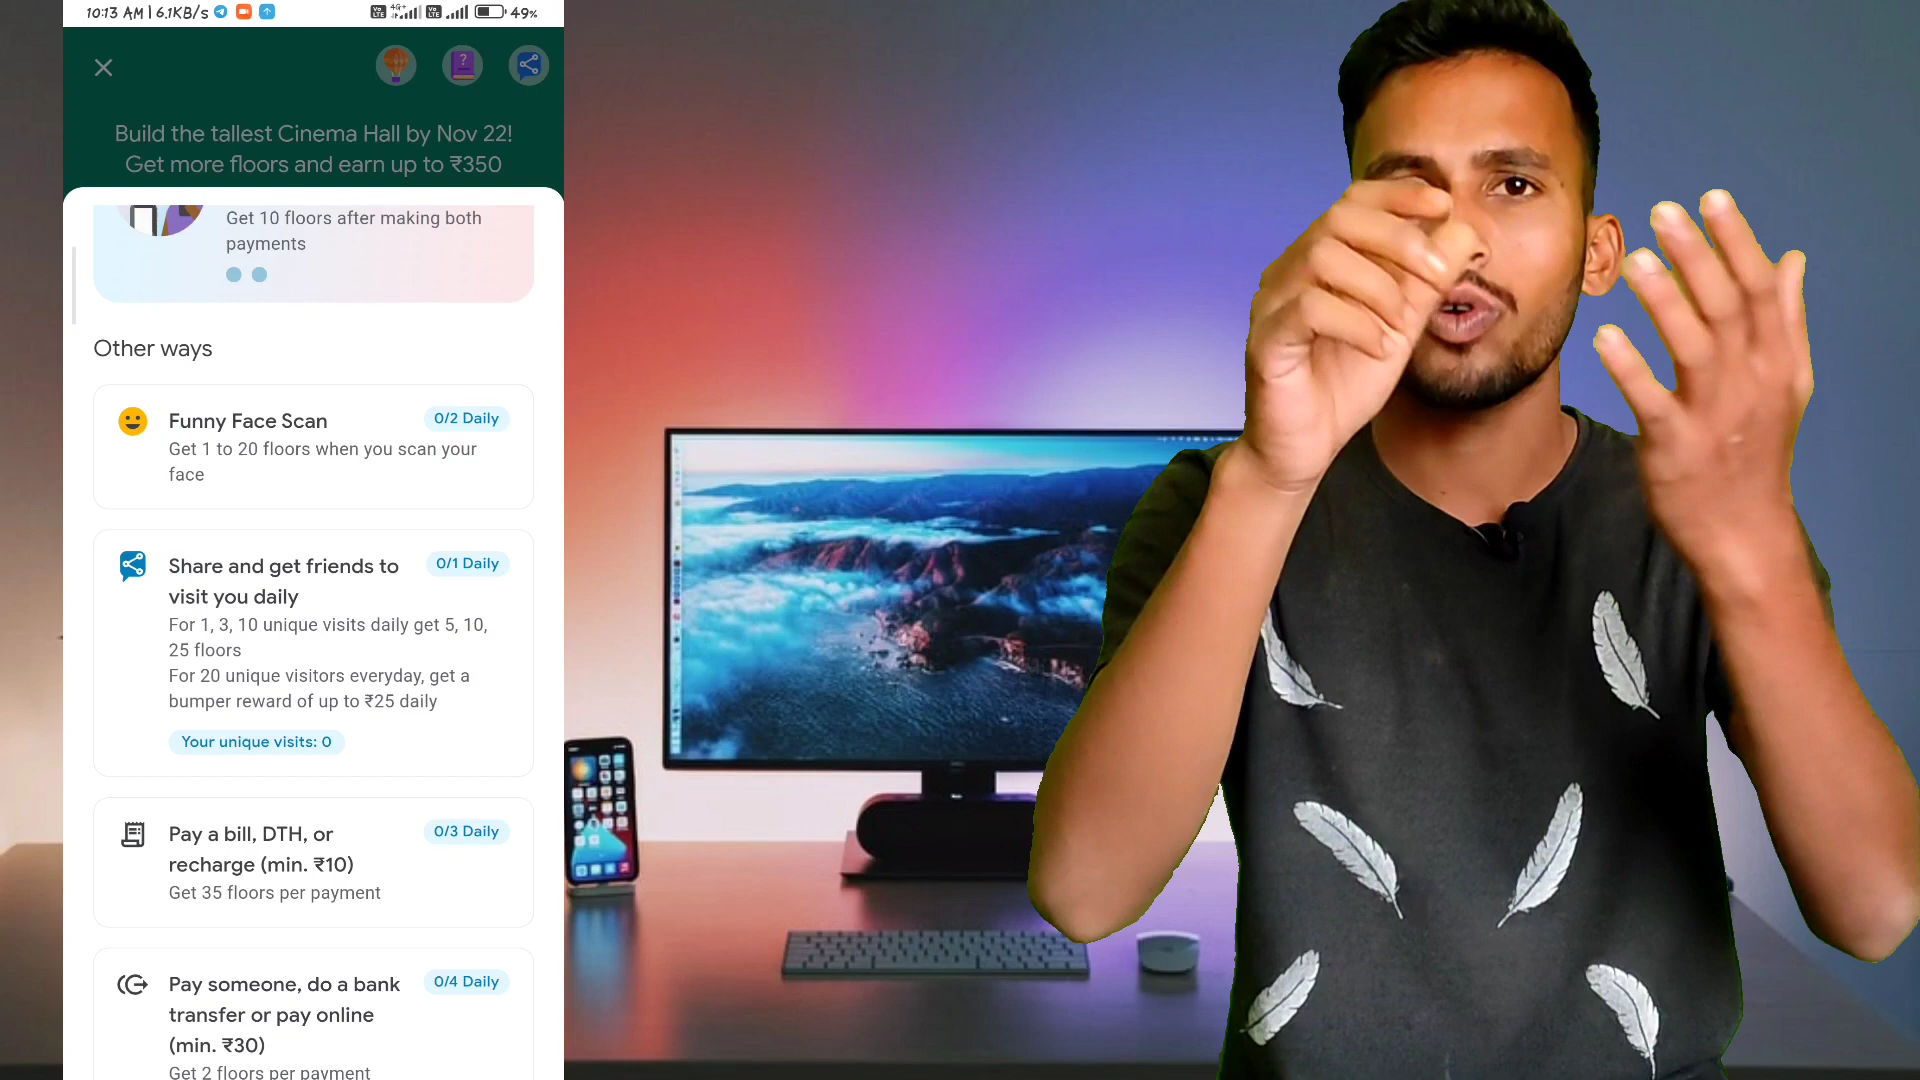 10:13 AM | 6.1KB/s
Vo LTE 4G+ Vo LTE 49%
Build the tallest Cinema Hall by Nov 22!
Get more floors and earn up to ₹350
Get 10 floors after making both
payments
Other ways
Funny Face Scan
0/2 Daily
Get 1 to 20 floors when you scan your
face
Share and get friends to
visit you daily
0/1 Daily
For 1, 3, 10 unique visits daily get 5, 10,
25 floors
For 20 unique visitors everyday, get a
bumper reward of up to ₹25 daily
Your unique visits: 0
Pay a bill, DTH, or
recharge (min. ₹10)
0/3 Daily
Get 35 floors per payment
Pay someone, do a bank
transfer or pay online
(min. ₹30)
0/4 Daily
Get 2 floors per payment